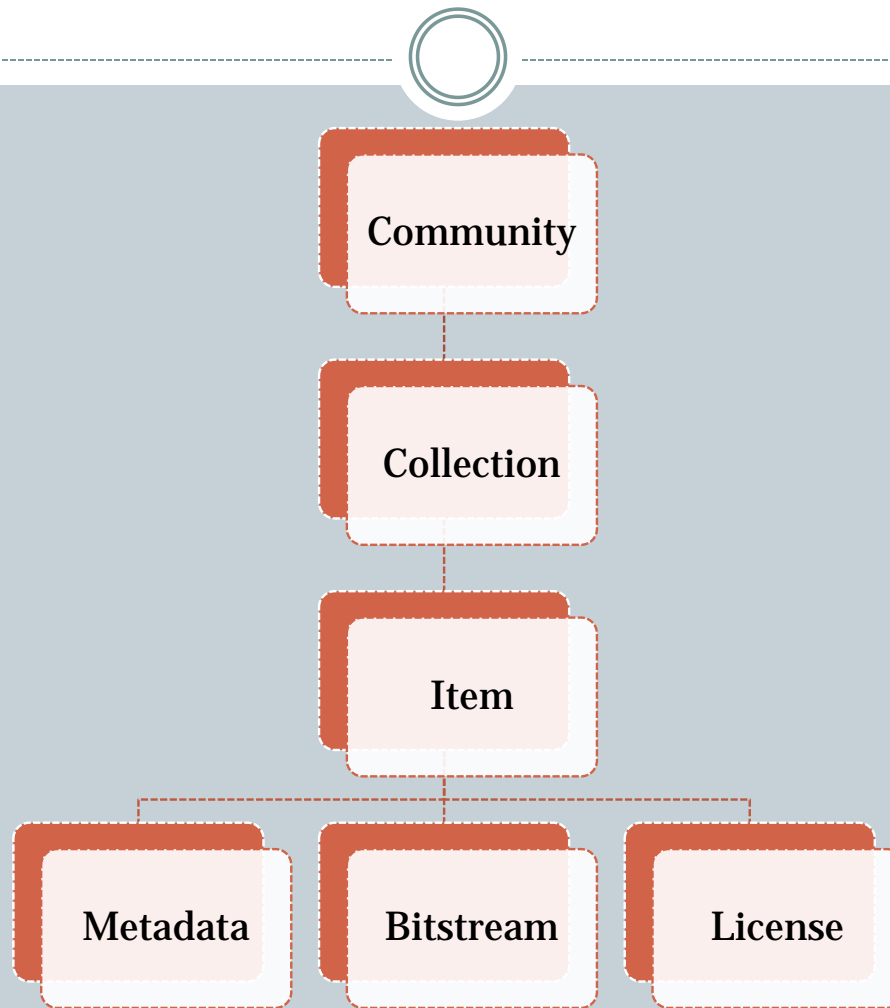 Community
Collection
Item
Metadata
Bitstream
License